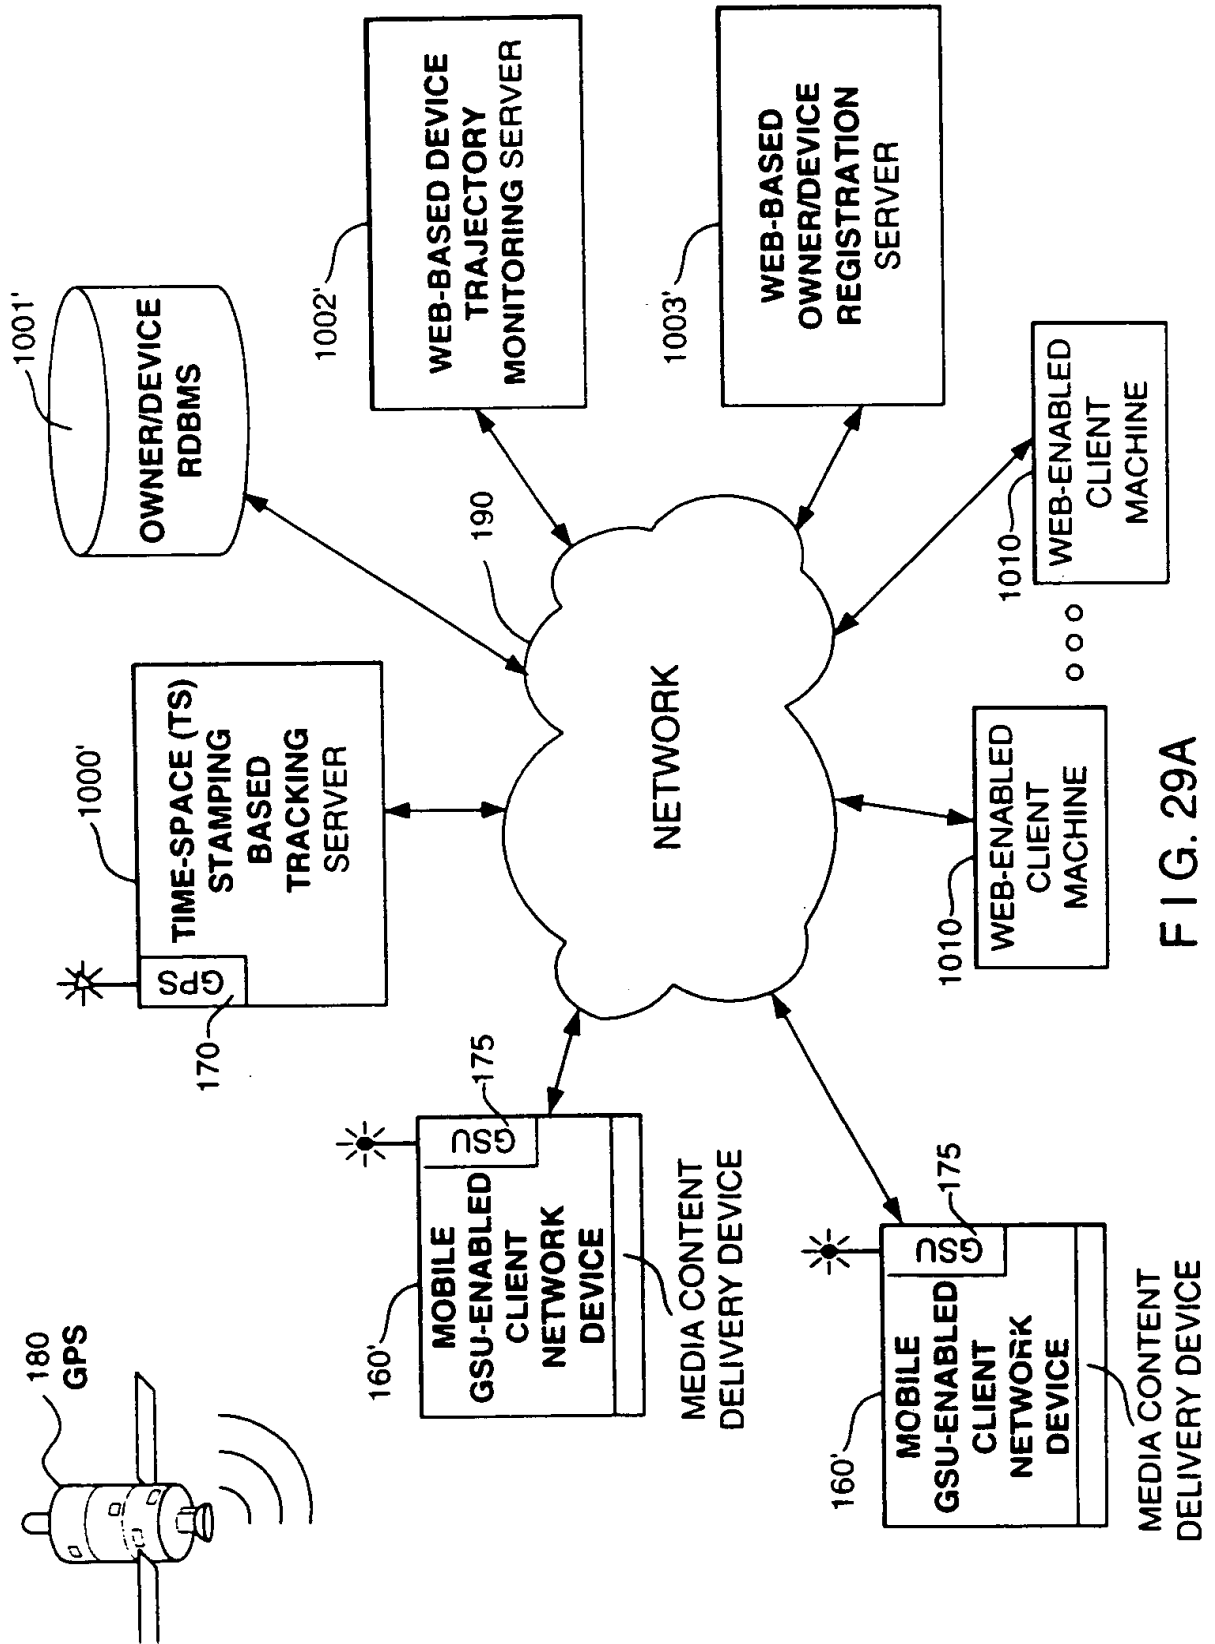 180
GPS
1000'
TIME-SPACE (TS)
STAMPING
BASED
TRACKING
SERVER
GPS
170
1001'
OWNER/DEVICE
RDBMS
160'
MOBILE
GSU-ENABLED
CLIENT
NETWORK
DEVICE
GSU
175
MEDIA CONTENT
DELIVERY DEVICE
190
NETWORK
1002'
WEB-BASED DEVICE
TRAJECTORY
MONITORING SERVER
1003'
WEB-BASED
OWNER/DEVICE
REGISTRATION
SERVER
160'
MOBILE
GSU-ENABLED
CLIENT
NETWORK
DEVICE
GSU
175
MEDIA CONTENT
DELIVERY DEVICE
1010
WEB-ENABLED
CLIENT
MACHINE
1010
WEB-ENABLED
CLIENT
MACHINE
FIG. 29A